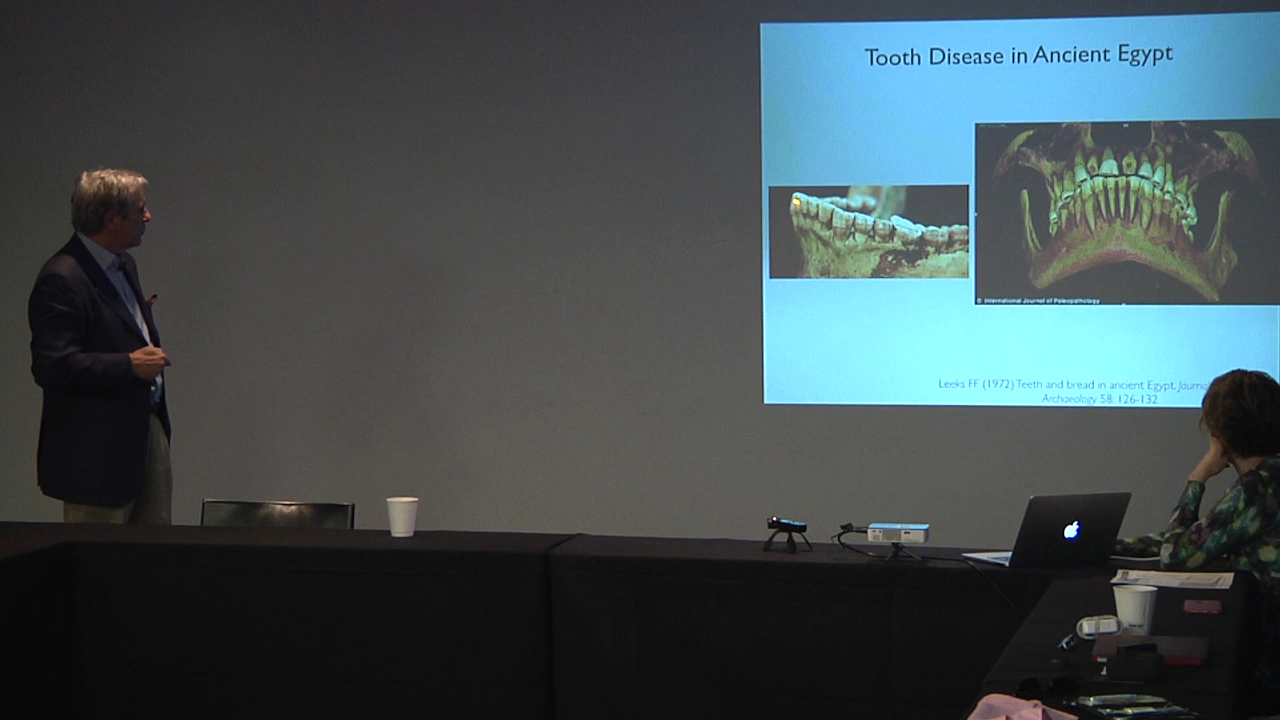 Tooth Disease in Ancient Egypt
© International Journal of Paleopathology
Leeks FF (1972) Teeth and bread in ancient Egypt.
Archaeology 58: 126-132